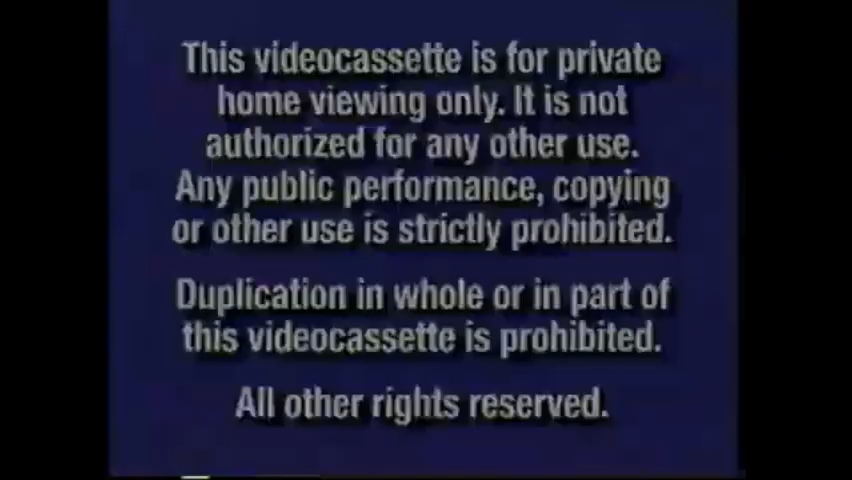 This videocassette is for private
home viewing only. It is not
authorized for any other use.
Any public performance, copying
or other use is strictly prohibited.
Duplication in whole or in part of
this videocassette is prohibited.
All other rights reserved.